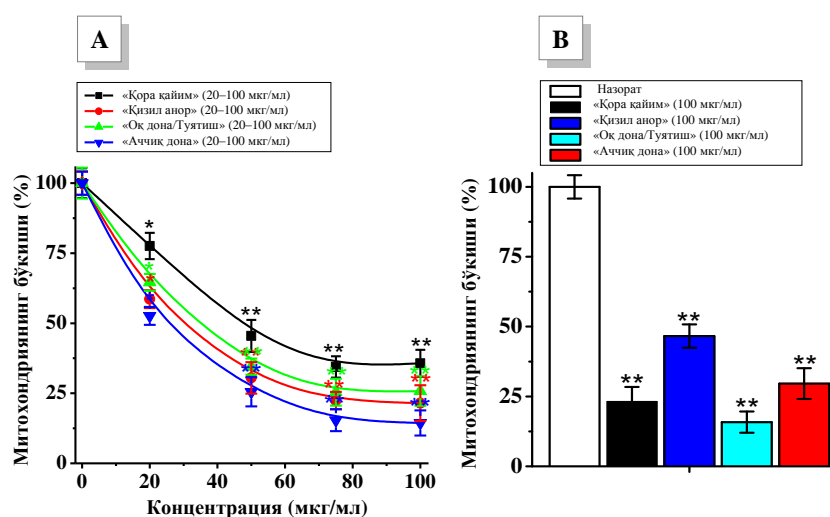 A
«Қора қайим» (20–100 мкг/мл)
«Қизил анор» (20–100 мкг/мл)
«Оқ дона/Туятиш» (20–100 мкг/мл)
«Аччиқ дона» (20–100 мкг/мл)
Митохондриянинг бўкиши (%)
100
75
50
25
0
* * * **
** ** ** **
** ** ** **
** ** ** **
0 20 40 60 80 100
Концентрация (мкг/мл)
B
Назорат
«Қора қайим» (100 мкг/мл)
«Қизил анор» (100 мкг/мл)
«Оқ дона/Туятиш» (100 мкг/мл)
«Аччиқ дона» (100 мкг/мл)
Митохондриянинг бўкиши (%)
100
75
50
25
0
** ** ** **